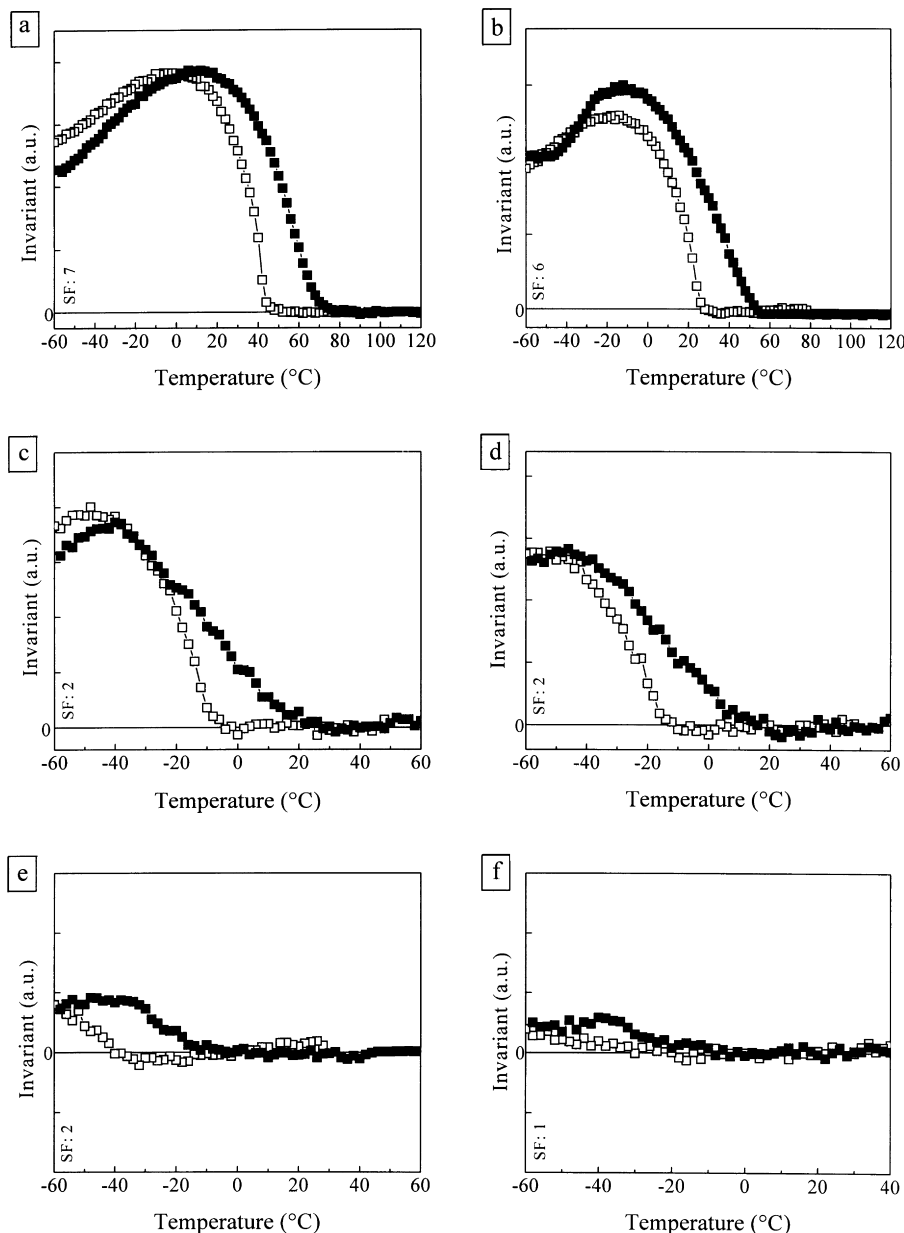 a
Invariant (a.u.)
SF: 7
0
-60 -40 -20 0 20 40 60 80 100 120
Temperature (°C)
b
Invariant (a.u.)
SF: 6
0
-60 -40 -20 0 20 40 60 80 100 120
Temperature (°C)
c
Invariant (a.u.)
SF: 2
0
-60 -40 -20 0 20 40 60
Temperature (°C)
d
Invariant (a.u.)
SF: 2
0
-60 -40 -20 0 20 40 60
Temperature (°C)
e
Invariant (a.u.)
SF: 2
0
-60 -40 -20 0 20 40 60
Temperature (°C)
f
Invariant (a.u.)
SF: 1
0
-60 -40 -20 0 20 40
Temperature (°C)